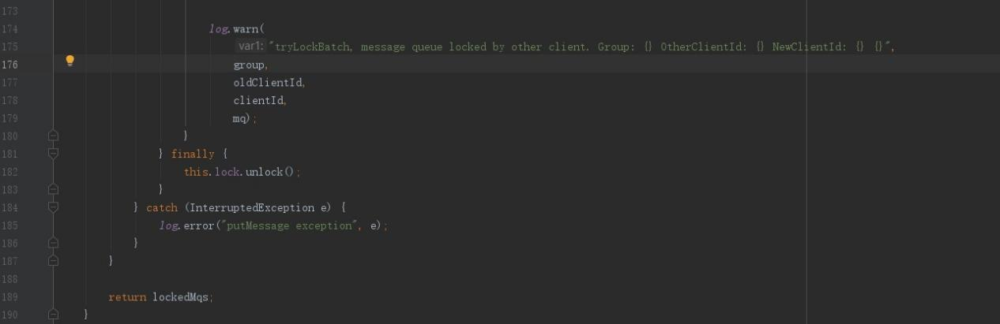 173
174 log.warn(
175 var1: "tryLockBatch, message queue locked by other client. Group: {} OtherClientId: {} NewClientId: {} {}",
176 group,
177 oldClientId,
178 clientId,
179 mq);
180 }
181 } finally {
182 this.lock.unlock();
183 }
184 } catch (InterruptedException e) {
185 log.error("putMessage exception", e);
186 }
187 }
188
189 return lockedMqs;
190 }